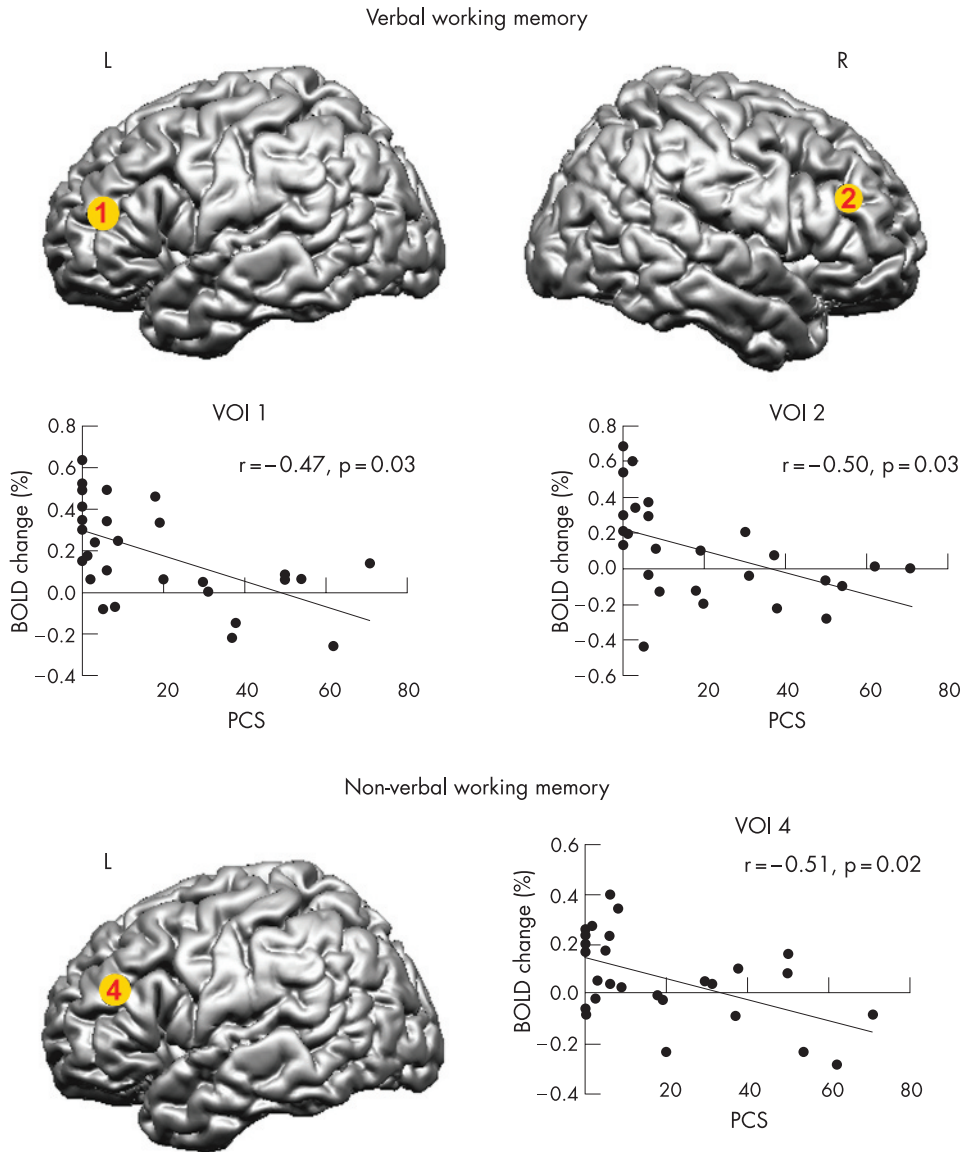 Verbal working memory
L
R
1
2
VOI 1
r=−0.47, p=0.03
BOLD change (%)
0.8
0.6
0.4
0.2
0.0
−0.2
−0.4
20
40
60
80
PCS
VOI 2
r=−0.50, p=0.03
BOLD change (%)
0.8
0.6
0.4
0.2
0.0
−0.2
−0.4
−0.6
20
40
60
80
PCS
Non-verbal working memory
L
4
VOI 4
r=−0.51, p=0.02
BOLD change (%)
0.6
0.4
0.2
0.0
−0.2
−0.4
20
40
60
80
PCS